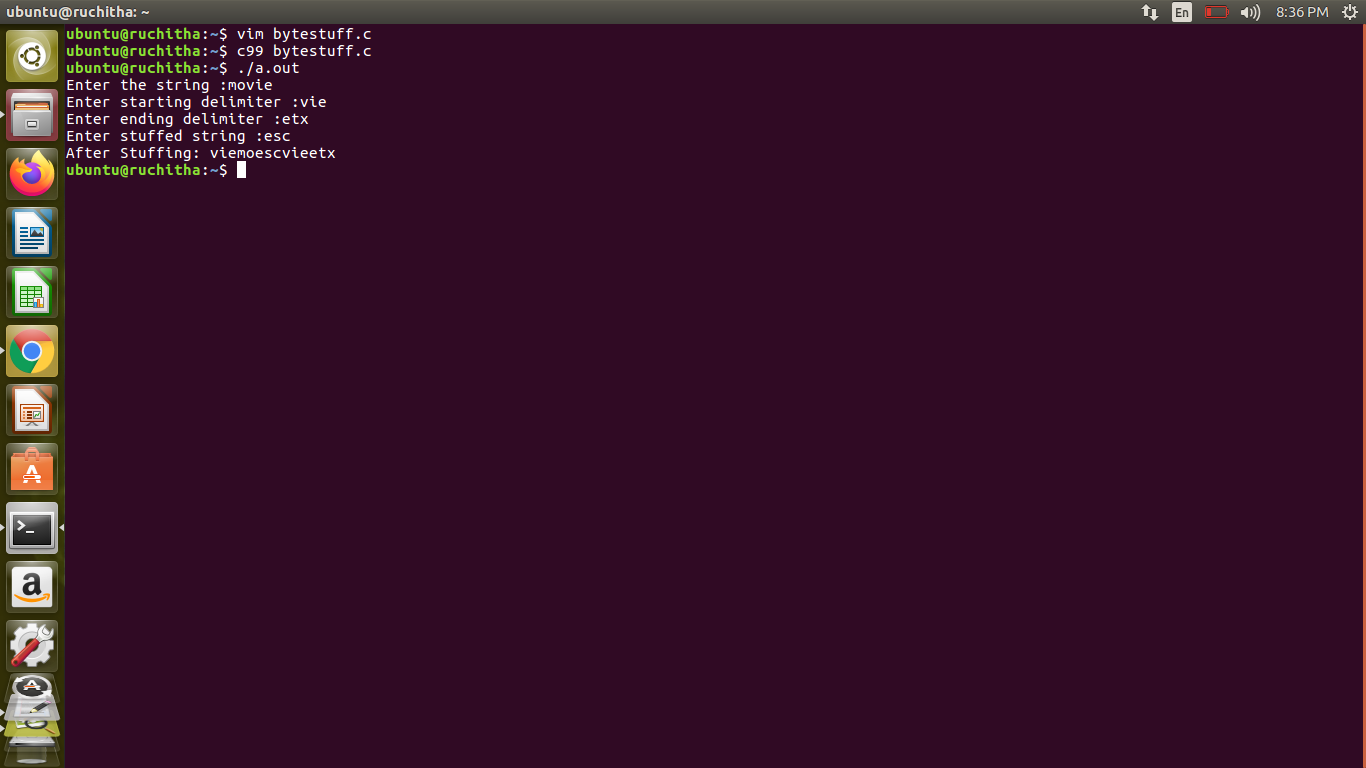 ubuntu@ruchitha: ~
En
8:36 PM
ubuntu@ruchitha:~$ vim bytestuff.c
ubuntu@ruchitha:~$ c99 bytestuff.c
ubuntu@ruchitha:~$ ./a.out
Enter the string :movie
Enter starting delimiter :vie
Enter ending delimiter :etx
Enter stuffed string :esc
After Stuffing: viemoescvieetx
ubuntu@ruchitha:~$